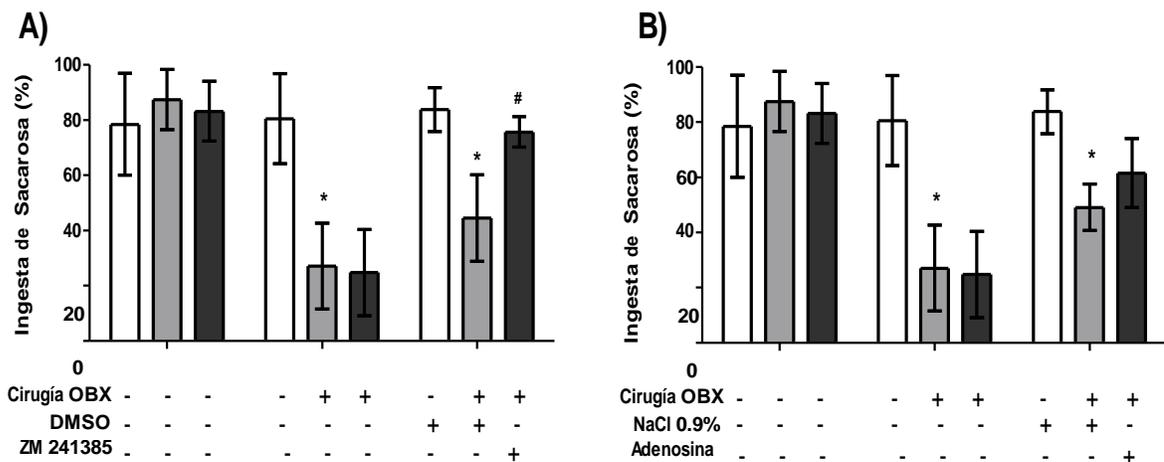 A)
Ingesta de Sacarosa (%)
100
80
60
40
20
0
*
*
#
Cirugía OBX - - - - + + - + +
DMSO - - - - - - + + -
ZM 241385 - - - - - - - - +
B)
Ingesta de Sacarosa (%)
100
80
60
40
20
0
*
*
Cirugía OBX - - - - + + - + +
NaCl 0.9% - - - - - - + + -
Adenosina - - - - - - - - +